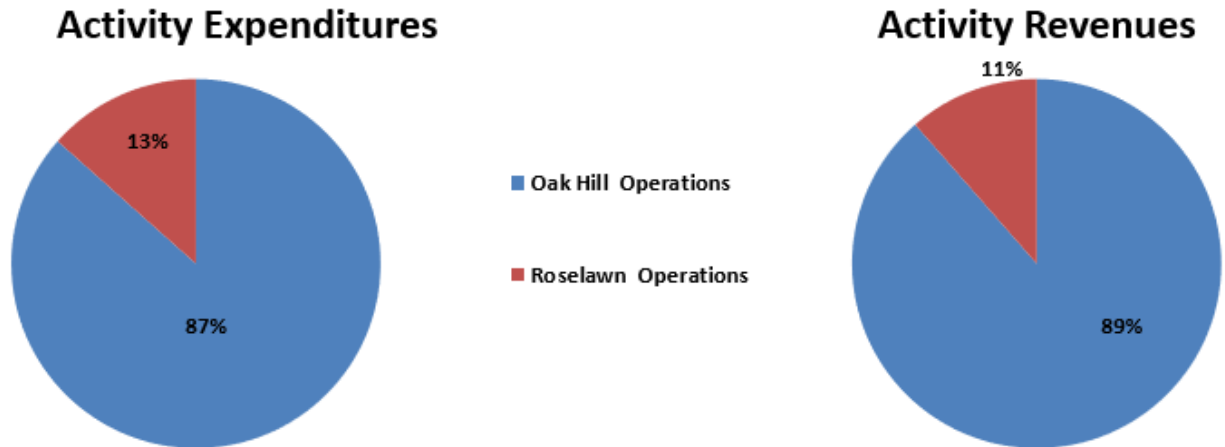 Activity Expenditures
13%
87%
Oak Hill Operations
Roselawn Operations
Activity Revenues
11%
89%